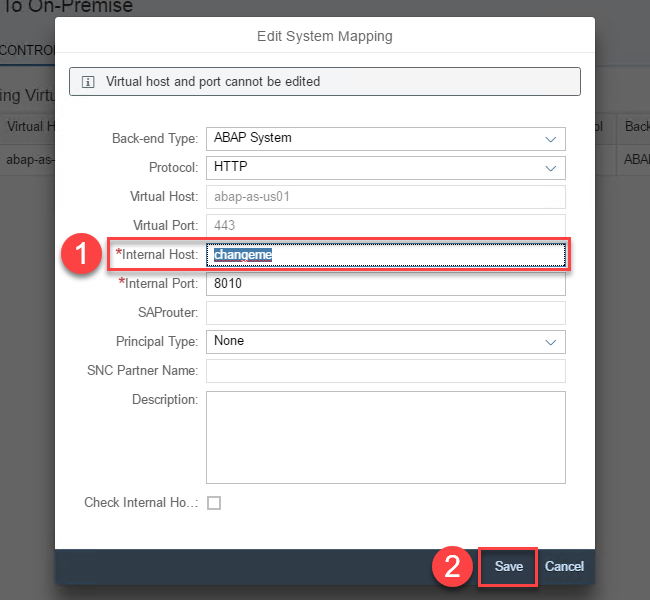 To On-Premise
Edit System Mapping
CONTRO
Virtual host and port cannot be edited
ing Virtu
Virtual H
ol
Back
abap-as-
ABA
Back-end Type: ABAP System
Protocol: HTTP
Virtual Host: abap-as-us01
Virtual Port: 443
1 *Internal Host: changeme
*Internal Port: 8010
SAProuter:
Principal Type: None
SNC Partner Name:
Description:
Check Internal Ho...:
2 Save Cancel